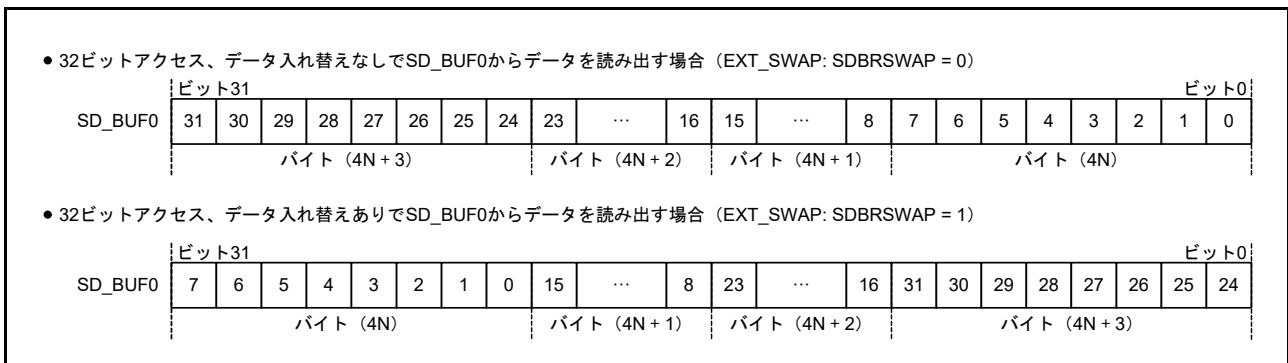 ● 32ビットアクセス、データ入れ替えなしでSD_BUF0からデータを読み出す場合（EXT_SWAP: SDBRSWAP = 0）
ビット31 ビット0
SD_BUF0 31 30 29 28 27 26 25 24 23 … 16 15 … 8 7 6 5 4 3 2 1 0
バイト（4N + 3） バイト（4N + 2） バイト（4N + 1） バイト（4N）
● 32ビットアクセス、データ入れ替えありでSD_BUF0からデータを読み出す場合（EXT_SWAP: SDBRSWAP = 1）
ビット31 ビット0
SD_BUF0 7 6 5 4 3 2 1 0 15 … 8 23 … 16 31 30 29 28 27 26 25 24
バイト（4N） バイト（4N + 1） バイト（4N + 2） バイト（4N + 3）